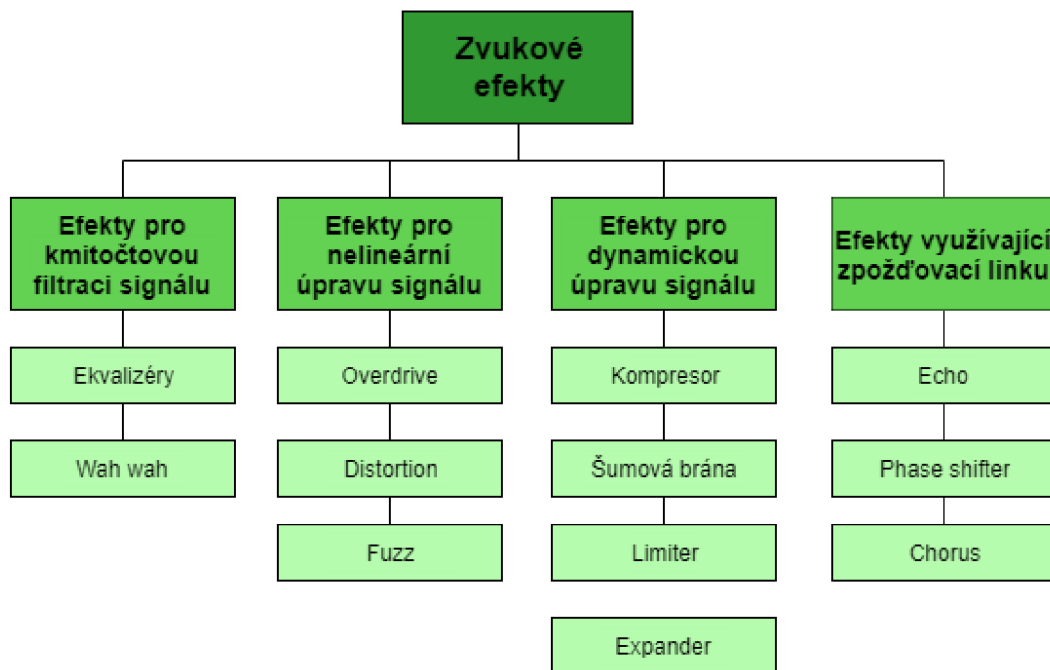 Zvukové
efekty
Efekty pro
kmitočtovou
filtraci signálu
Ekvalizéry
Wah wah
Efekty pro
nelineární
úpravu signálu
Overdrive
Distortion
Fuzz
Efekty pro
dynamickou
úpravu signálu
Kompresor
Šumová brána
Limiter
Expander
Efekty využívající
zpožďovací linku
Echo
Phase shifter
Chorus